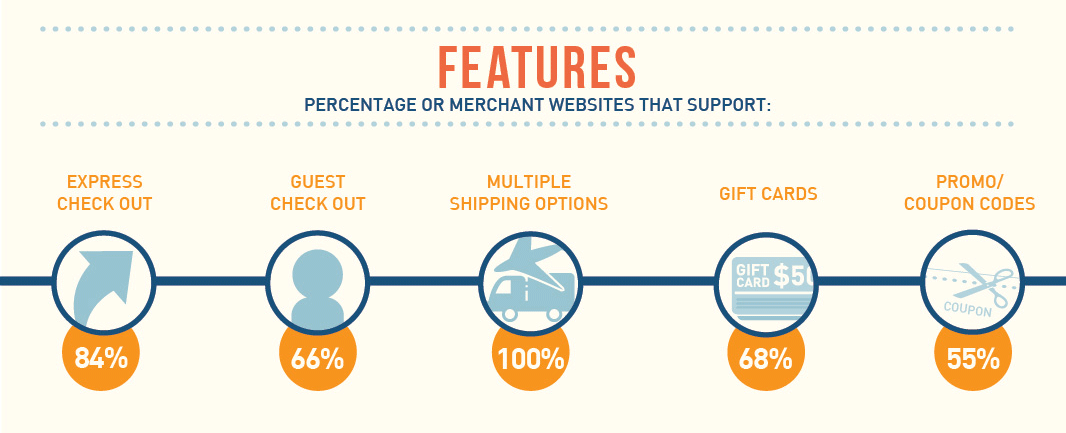 FEATURES
PERCENTAGE OR MERCHANT WEBSITES THAT SUPPORT:
EXPRESS
CHECK OUT
84%
GUEST
CHECK OUT
66%
MULTIPLE
SHIPPING OPTIONS
100%
GIFT CARDS
GIFT
CARD $50
68%
PROMO/
COUPON CODES
COUPON
55%